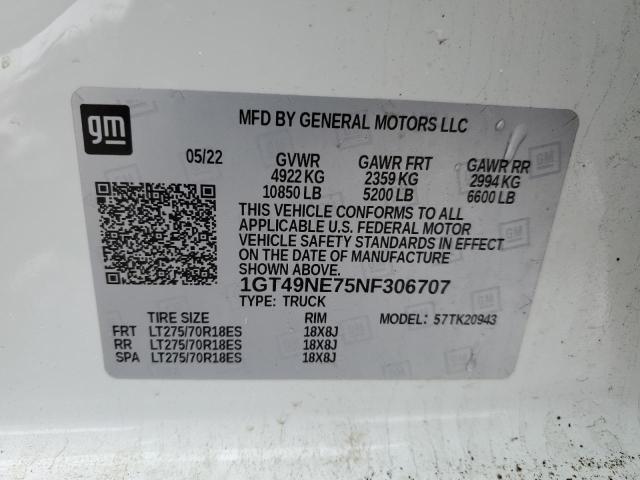 gm
MFD BY GENERAL MOTORS LLC
05/22 GVWR GAWR FRT GAWR RR
4922 KG 2359 KG 2994 KG
10850 LB 5200 LB 6600 LB
THIS VEHICLE CONFORMS TO ALL
APPLICABLE U.S. FEDERAL MOTOR
VEHICLE SAFETY STANDARDS IN EFFECT
ON THE DATE OF MANUFACTURE
SHOWN ABOVE.
1GT49NE75NF306707
TYPE: TRUCK
TIRE SIZE RIM MODEL: 57TK20943
FRT LT275/70R18ES 18X8J
RR LT275/70R18ES 18X8J
SPA LT275/70R18ES 18X8J